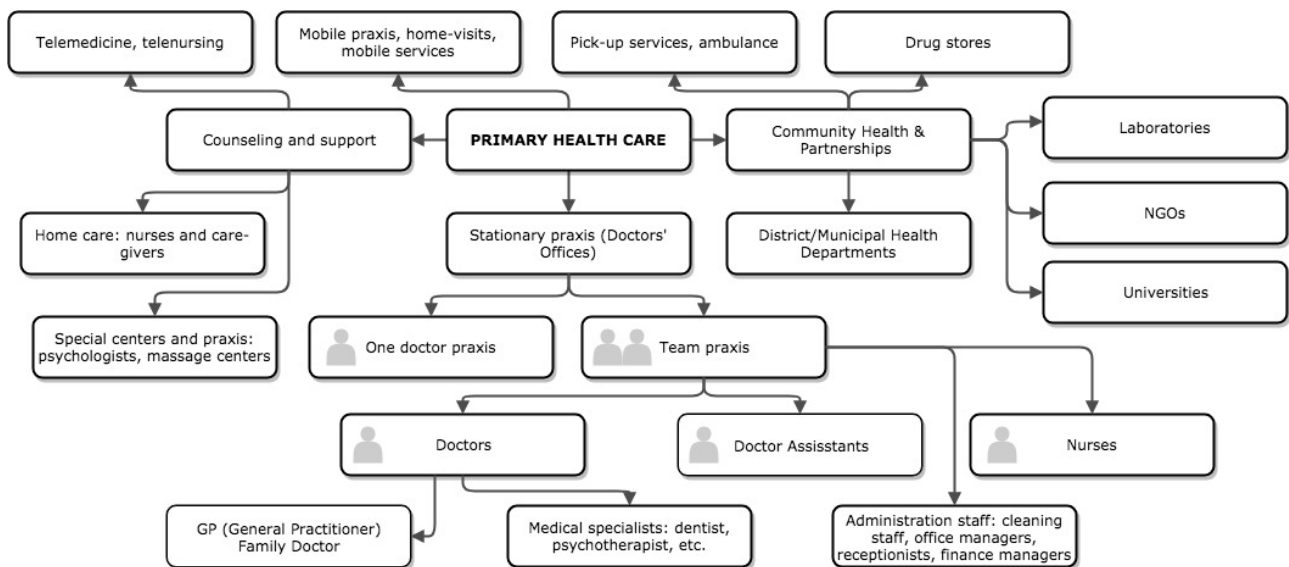 Telemedicine, telenursing
Mobile praxis, home-visits,
mobile services
Pick-up services, ambulance
Drug stores
Counseling and support
PRIMARY HEALTH CARE
Community Health &
Partnerships
Laboratories
NGOs
Universities
Home care: nurses and care-
givers
Stationary praxis (Doctors'
Offices)
District/Municipal Health
Departments
Special centers and praxis:
psychologists, massage centers
One doctor praxis
Team praxis
Doctors
Doctor Assisstants
Nurses
GP (General Practitioner)
Family Doctor
Medical specialists: dentist,
psychotherapist, etc.
Administration staff: cleaning
staff, office managers,
receptionists, finance managers